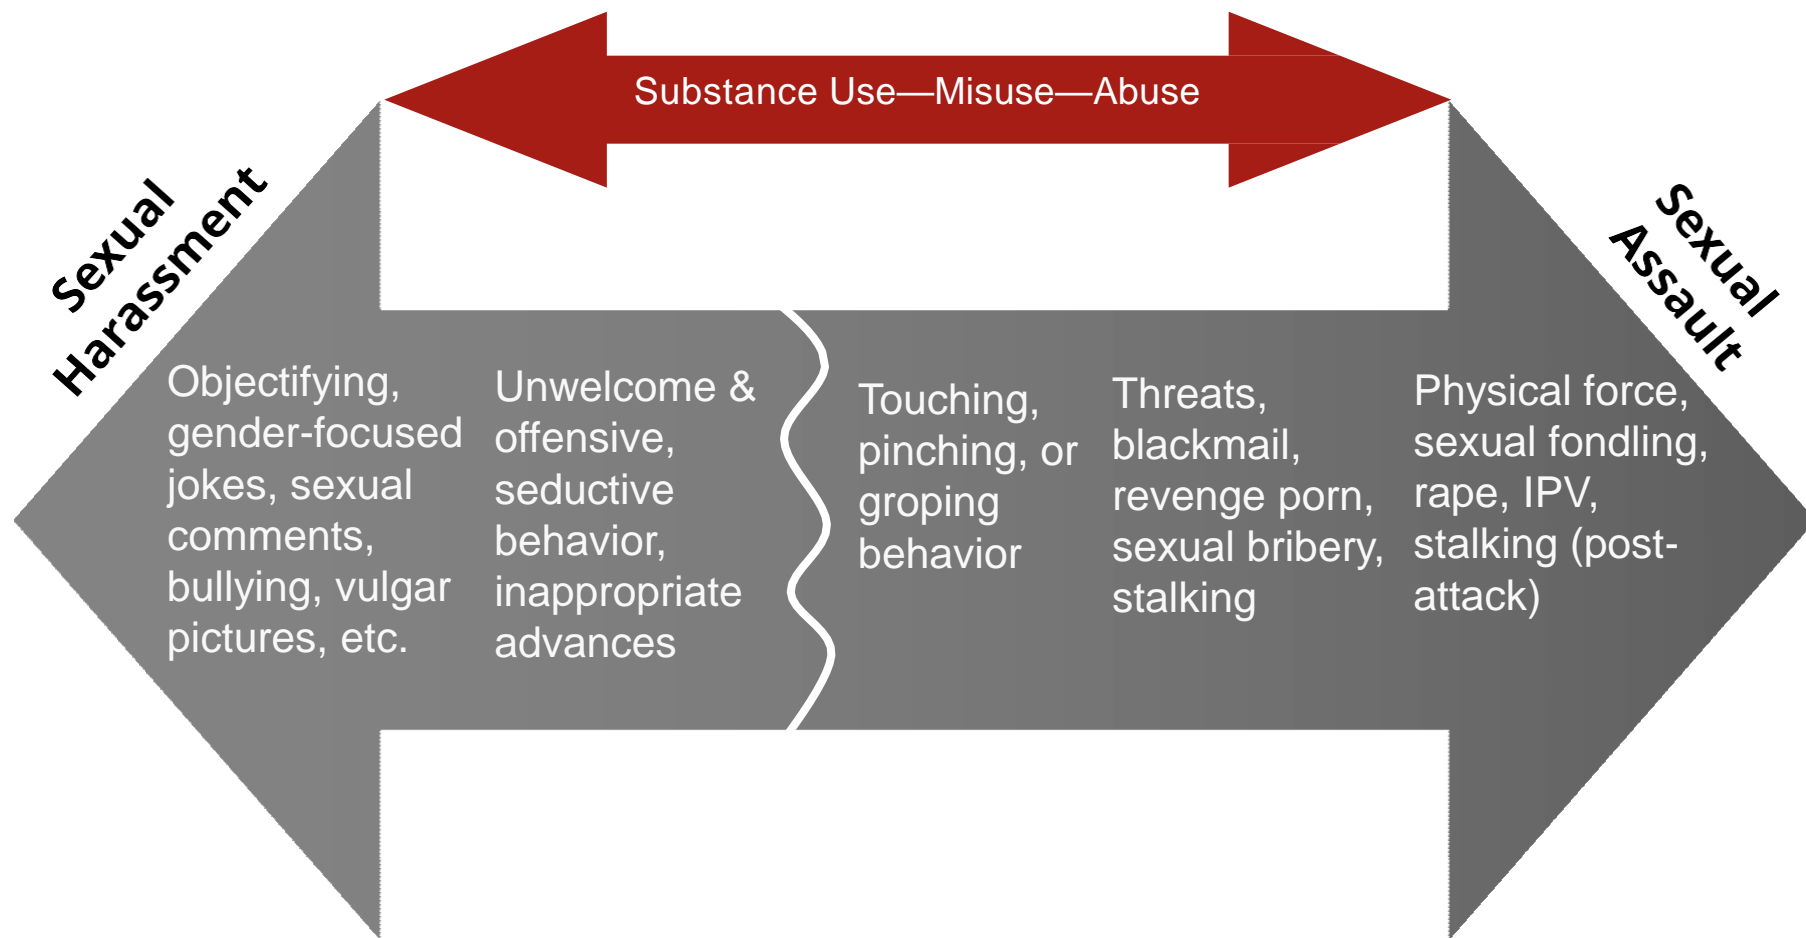 Substance Use—Misuse—Abuse
Sexual
Harassment
Sexual
Assault
Objectifying,
gender-focused
jokes, sexual
comments,
bullying, vulgar
pictures, etc.
Unwelcome &
offensive,
seductive
behavior,
inappropriate
advances
Touching,
pinching, or
groping
behavior
Threats,
blackmail,
revenge porn,
sexual bribery,
stalking
Physical force,
sexual fondling,
rape, IPV,
stalking (post-
attack)